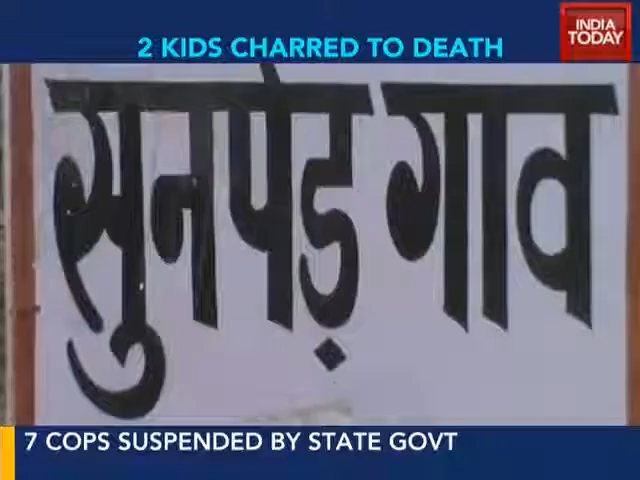 INDIA
TODAY
2 KIDS CHARRED TO DEATH
सुनपेड़ गाव
7 COPS SUSPENDED BY STATE GOVT